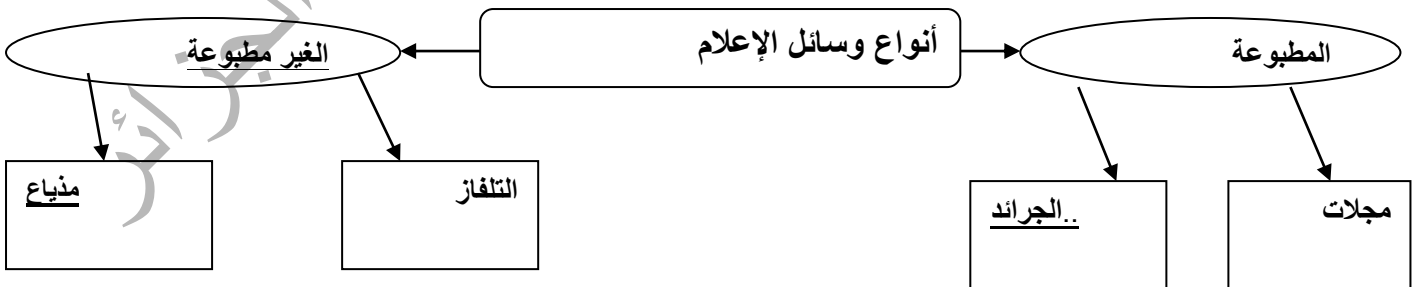 أنواع وسائل الإعلام
المطبوعة
الغير مطبوعة
مجلات
..الجرائد
التلفاز
مذياع